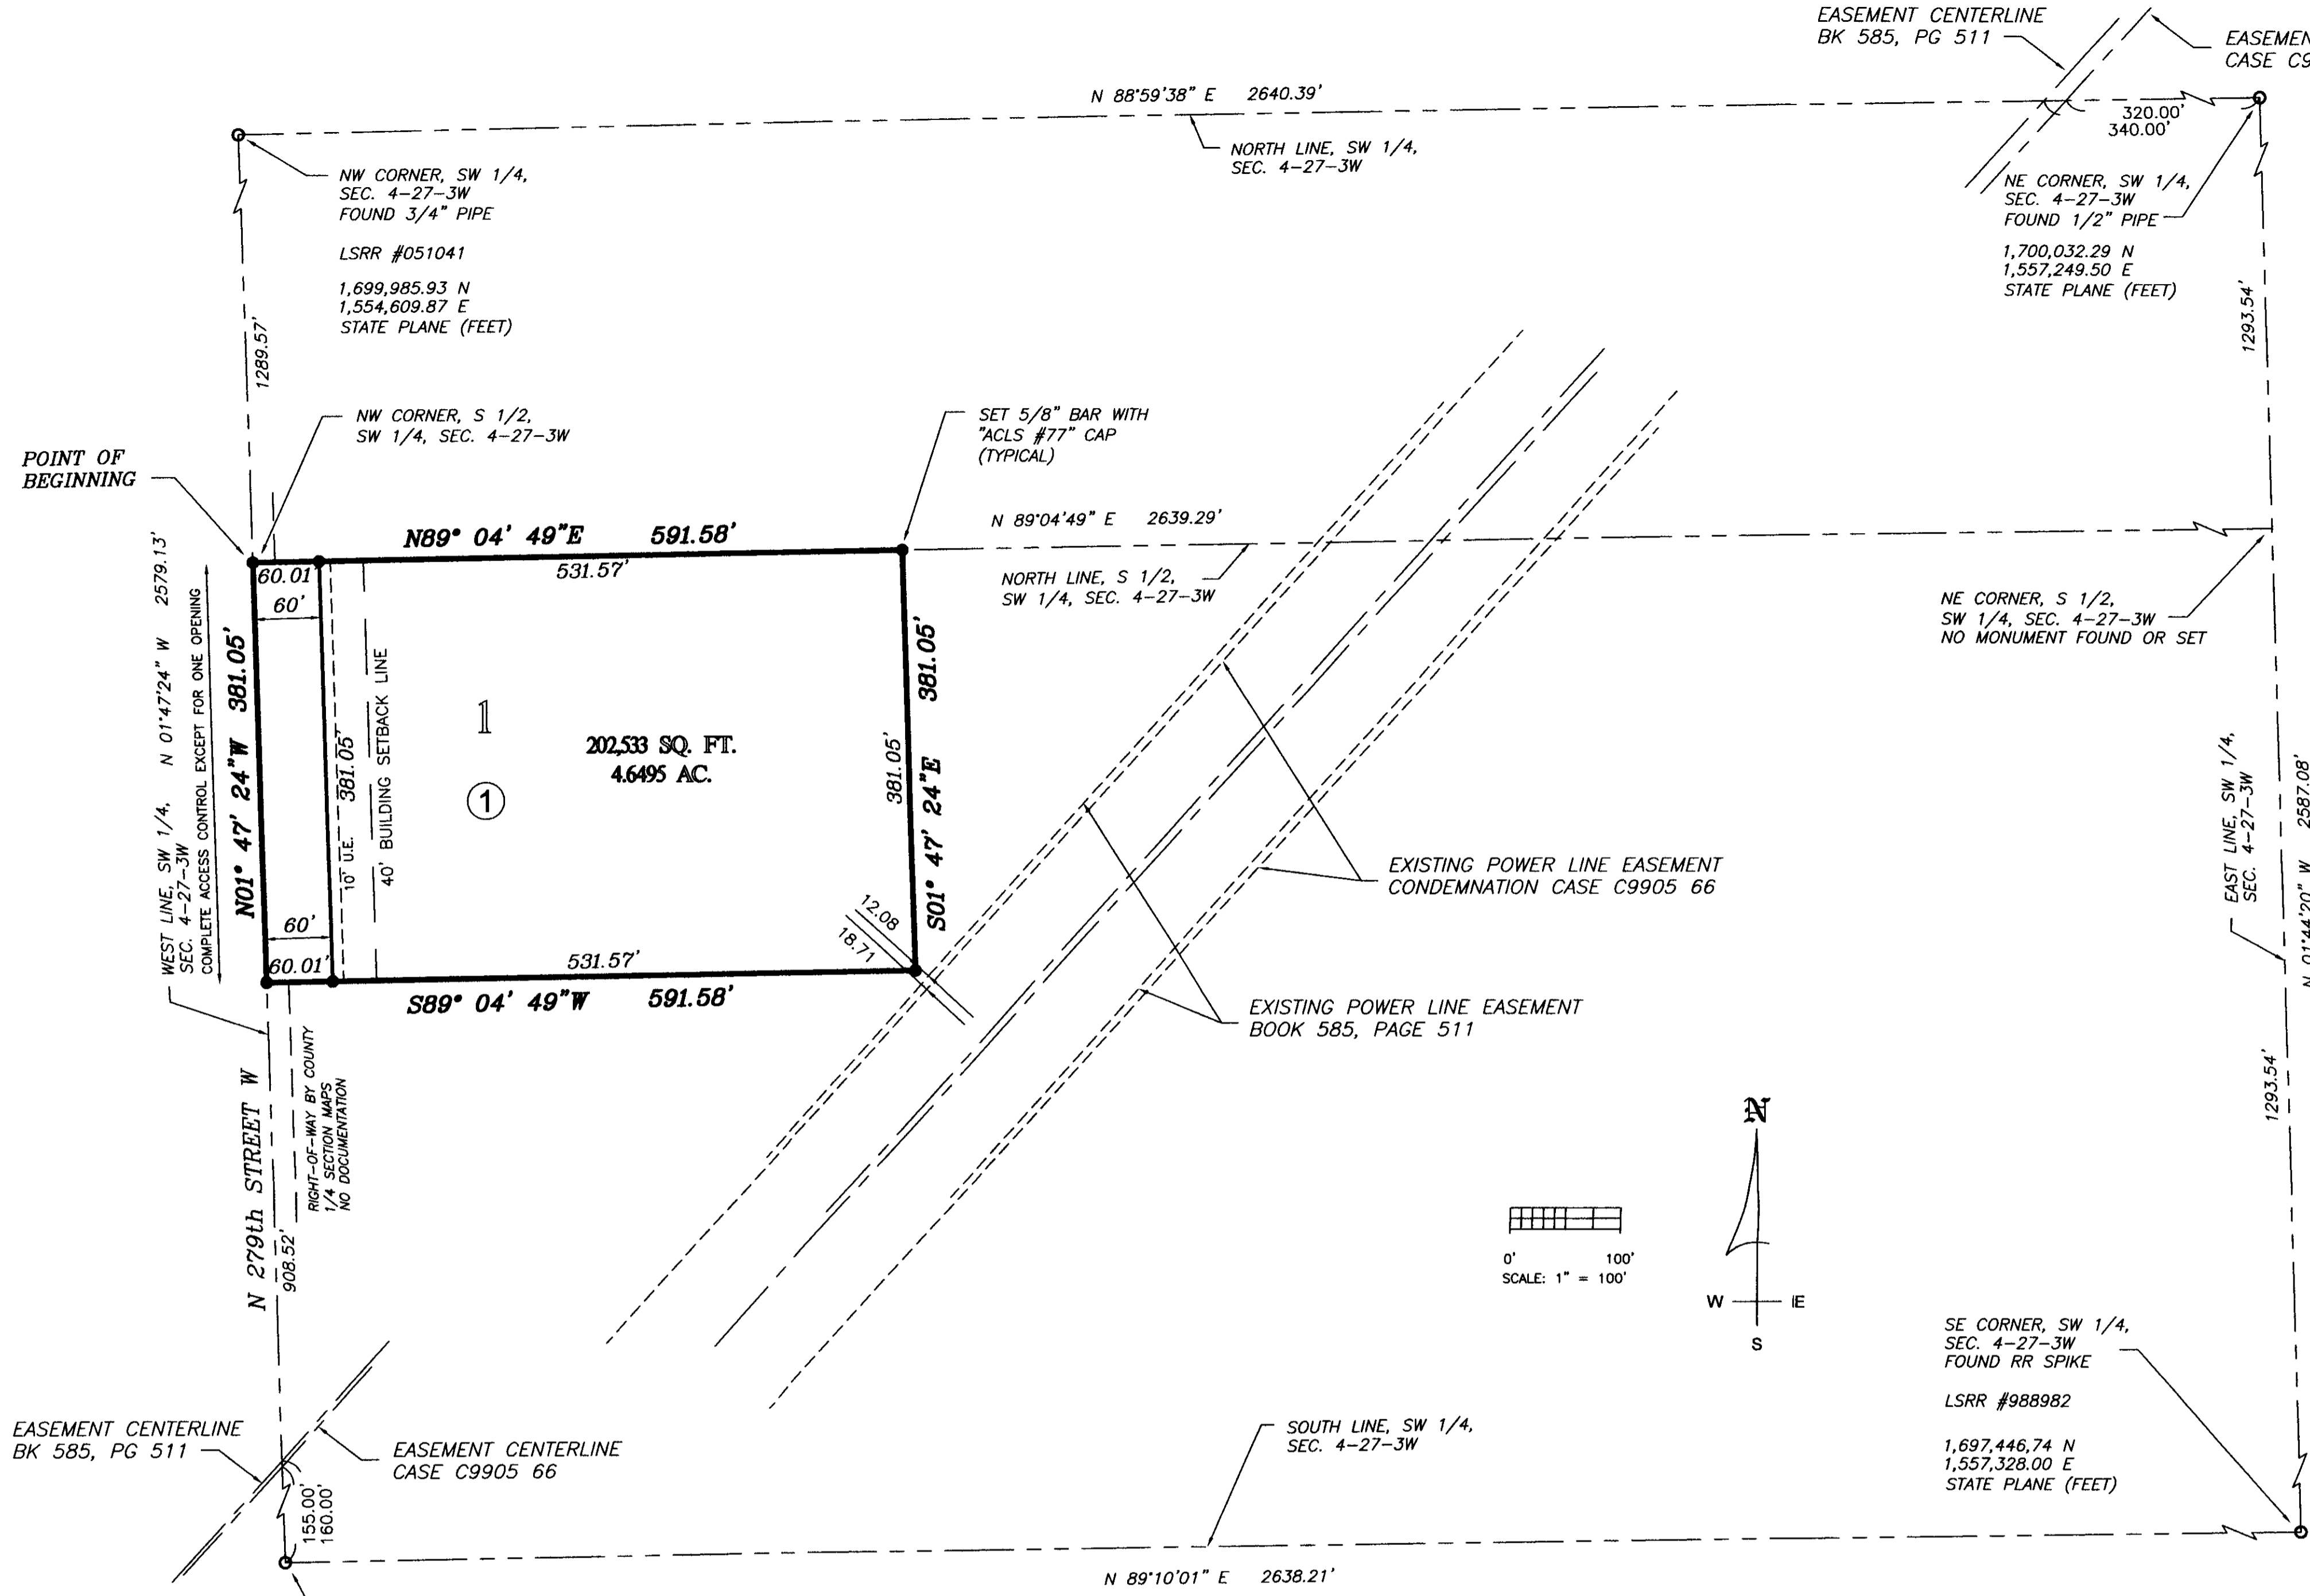 EASEMENT CENTERLINE
BK 585, PG 511
EASEMEN
CASE C9
N 88°59'38" E 2640.39'
320.00'
340.00'
NORTH LINE, SW 1/4,
SEC. 4-27-3W
NW CORNER, SW 1/4,
SEC. 4-27-3W
FOUND 3/4" PIPE
LSRR #051041
1,699,985.93 N
1,554,609.87 E
STATE PLANE (FEET)
NE CORNER, SW 1/4,
SEC. 4-27-3W
FOUND 1/2" PIPE
1,700,032.29 N
1,557,249.50 E
STATE PLANE (FEET)
1289.57'
1293.54'
NW CORNER, S 1/2,
SW 1/4, SEC. 4-27-3W
SET 5/8" BAR WITH
"ACLS #77" CAP
(TYPICAL)
POINT OF
BEGINNING
N89° 04' 49"E 591.58'
N 89°04'49" E 2639.29'
60.01'
531.57'
60'
NORTH LINE, S 1/2,
SW 1/4, SEC. 4-27-3W
NE CORNER, S 1/2,
SW 1/4, SEC. 4-27-3W
NO MONUMENT FOUND OR SET
WEST LINE, SW 1/4, N 01°47'24" W 2579.13'
SEC. 4-27-3W
COMPLETE ACCESS CONTROL EXCEPT FOR ONE OPENING
N01° 47' 24"W 381.05'
10' U.E. 381.05'
40' BUILDING SETBACK LINE
1
202,533 SQ. FT.
4.6495 AC.
1
381.05'
S01° 47' 24"E 381.05'
EAST LINE, SW 1/4,
SEC. 4-27-3W
N 01°44'20" W 2587.08'
EXISTING POWER LINE EASEMENT
CONDEMNATION CASE C9905 66
12.08
18.71
60'
60.01'
531.57'
S89° 04' 49"W 591.58'
EXISTING POWER LINE EASEMENT
BOOK 585, PAGE 511
N 279th STREET W
908.52'
RIGHT-OF-WAY BY COUNTY
1/4 SECTION MAPS
NO DOCUMENTATION
1293.54'
N
W E
S
0' 100'
SCALE: 1" = 100'
SE CORNER, SW 1/4,
SEC. 4-27-3W
FOUND RR SPIKE
LSRR #988982
1,697,446,74 N
1,557,328.00 E
STATE PLANE (FEET)
EASEMENT CENTERLINE
BK 585, PG 511
EASEMENT CENTERLINE
CASE C9905 66
SOUTH LINE, SW 1/4,
SEC. 4-27-3W
155.00'
160.00'
N 89°10'01" E 2638.21'